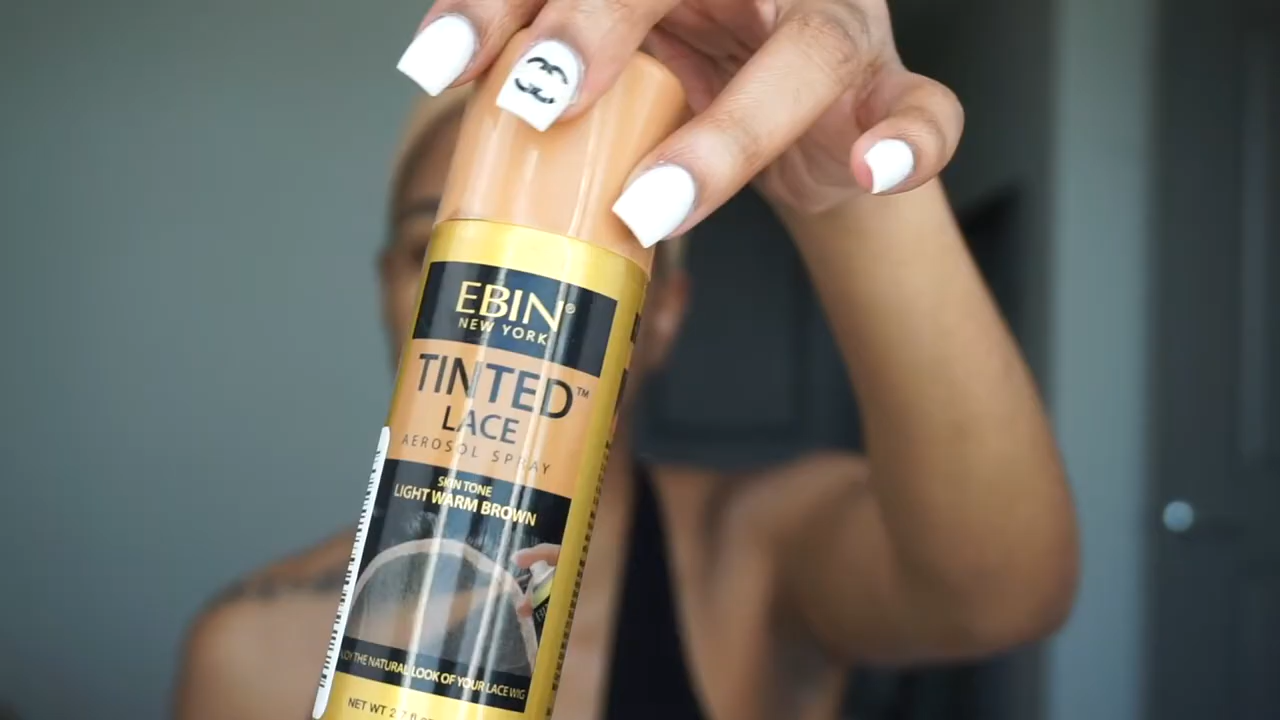 EBIN®
NEW YORK
TINTED™
LACE
AEROSOL SPRAY
SKIN TONE
LIGHT WARM BROWN
THE NATURAL LOOK OF YOUR LACE WIG
NET WT